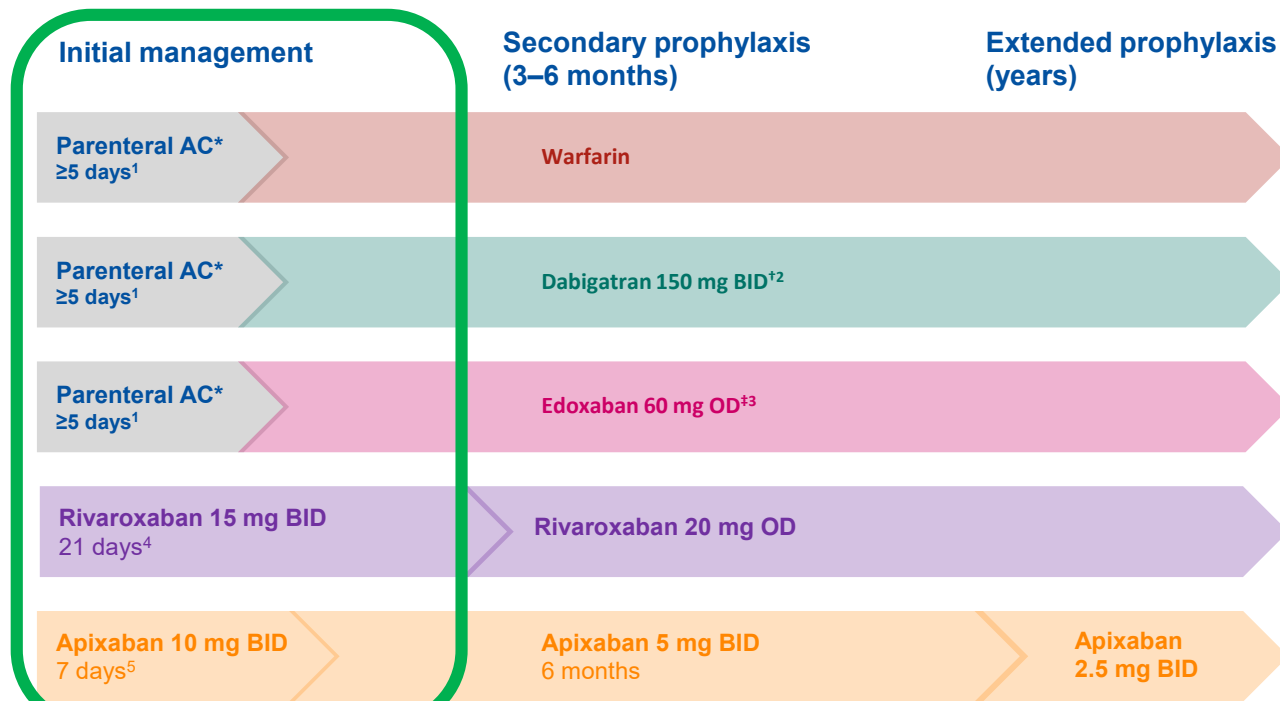 Initial management
Secondary prophylaxis
(3–6 months)
Extended prophylaxis
(years)
Parenteral AC*
≥5 days¹
Warfarin
Parenteral AC*
≥5 days¹
Dabigatran 150 mg BID†²
Parenteral AC*
≥5 days¹
Edoxaban 60 mg OD‡³
Rivaroxaban 15 mg BID
21 days⁴
Rivaroxaban 20 mg OD
Apixaban 10 mg BID
7 days⁵
Apixaban 5 mg BID
6 months
Apixaban
2.5 mg BID